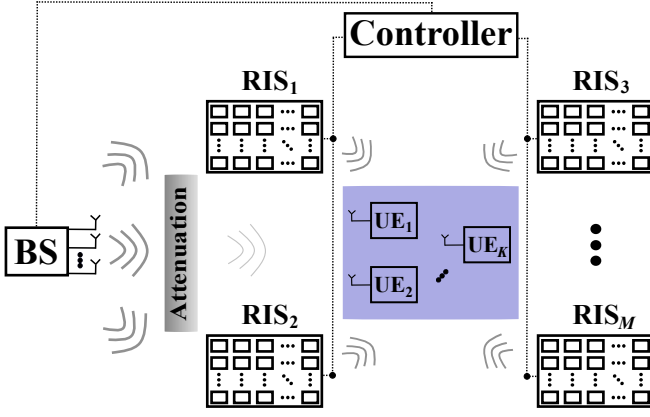 Controller
RIS1
RIS3
BS
Attenuation
UE1
UEK
UE2
RIS2
RISM